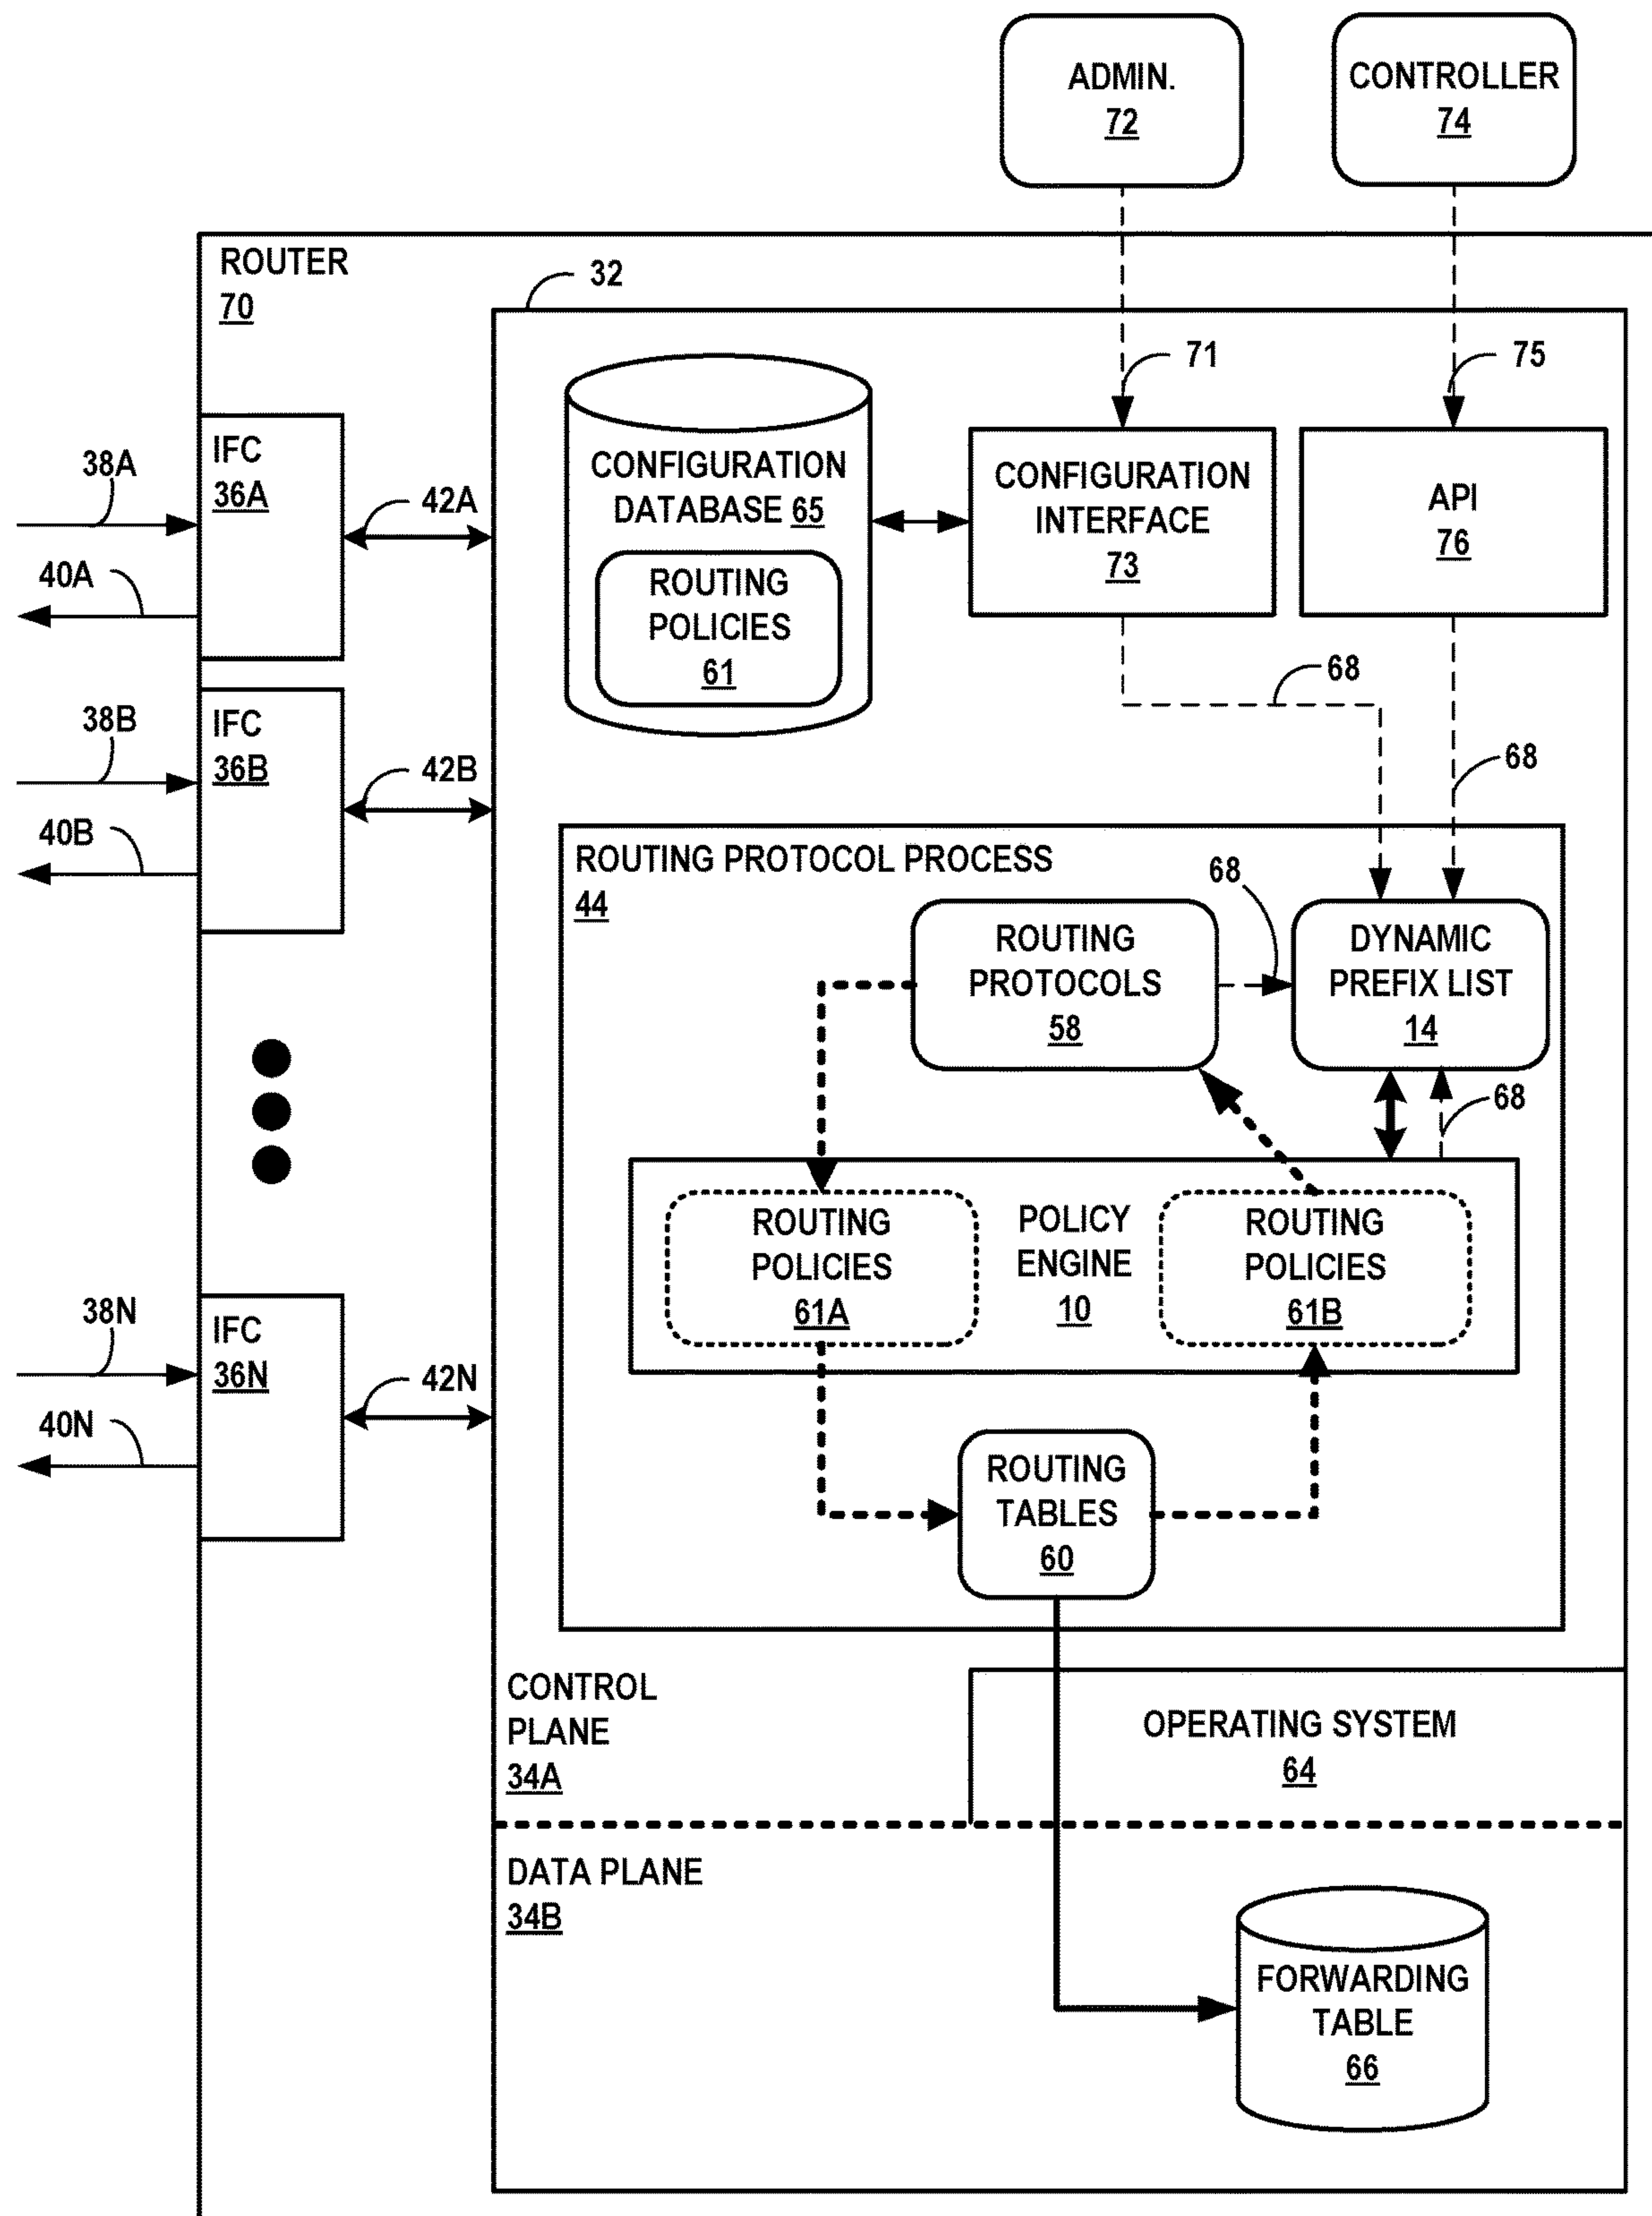 ADMIN.
72
CONTROLLER
74
ROUTER
70
32
71
75
IFC
36A
38A
40A
42A
CONFIGURATION
DATABASE 65
ROUTING
POLICIES
61
CONFIGURATION
INTERFACE
73
API
76
68
68
IFC
36B
38B
40B
42B
ROUTING PROTOCOL PROCESS
44
68
ROUTING
PROTOCOLS
58
DYNAMIC
PREFIX LIST
14
68
ROUTING
POLICIES
61A
POLICY
ENGINE
10
ROUTING
POLICIES
61B
IFC
36N
38N
40N
42N
ROUTING
TABLES
60
CONTROL
PLANE
34A
OPERATING SYSTEM
64
DATA PLANE
34B
FORWARDING
TABLE
66